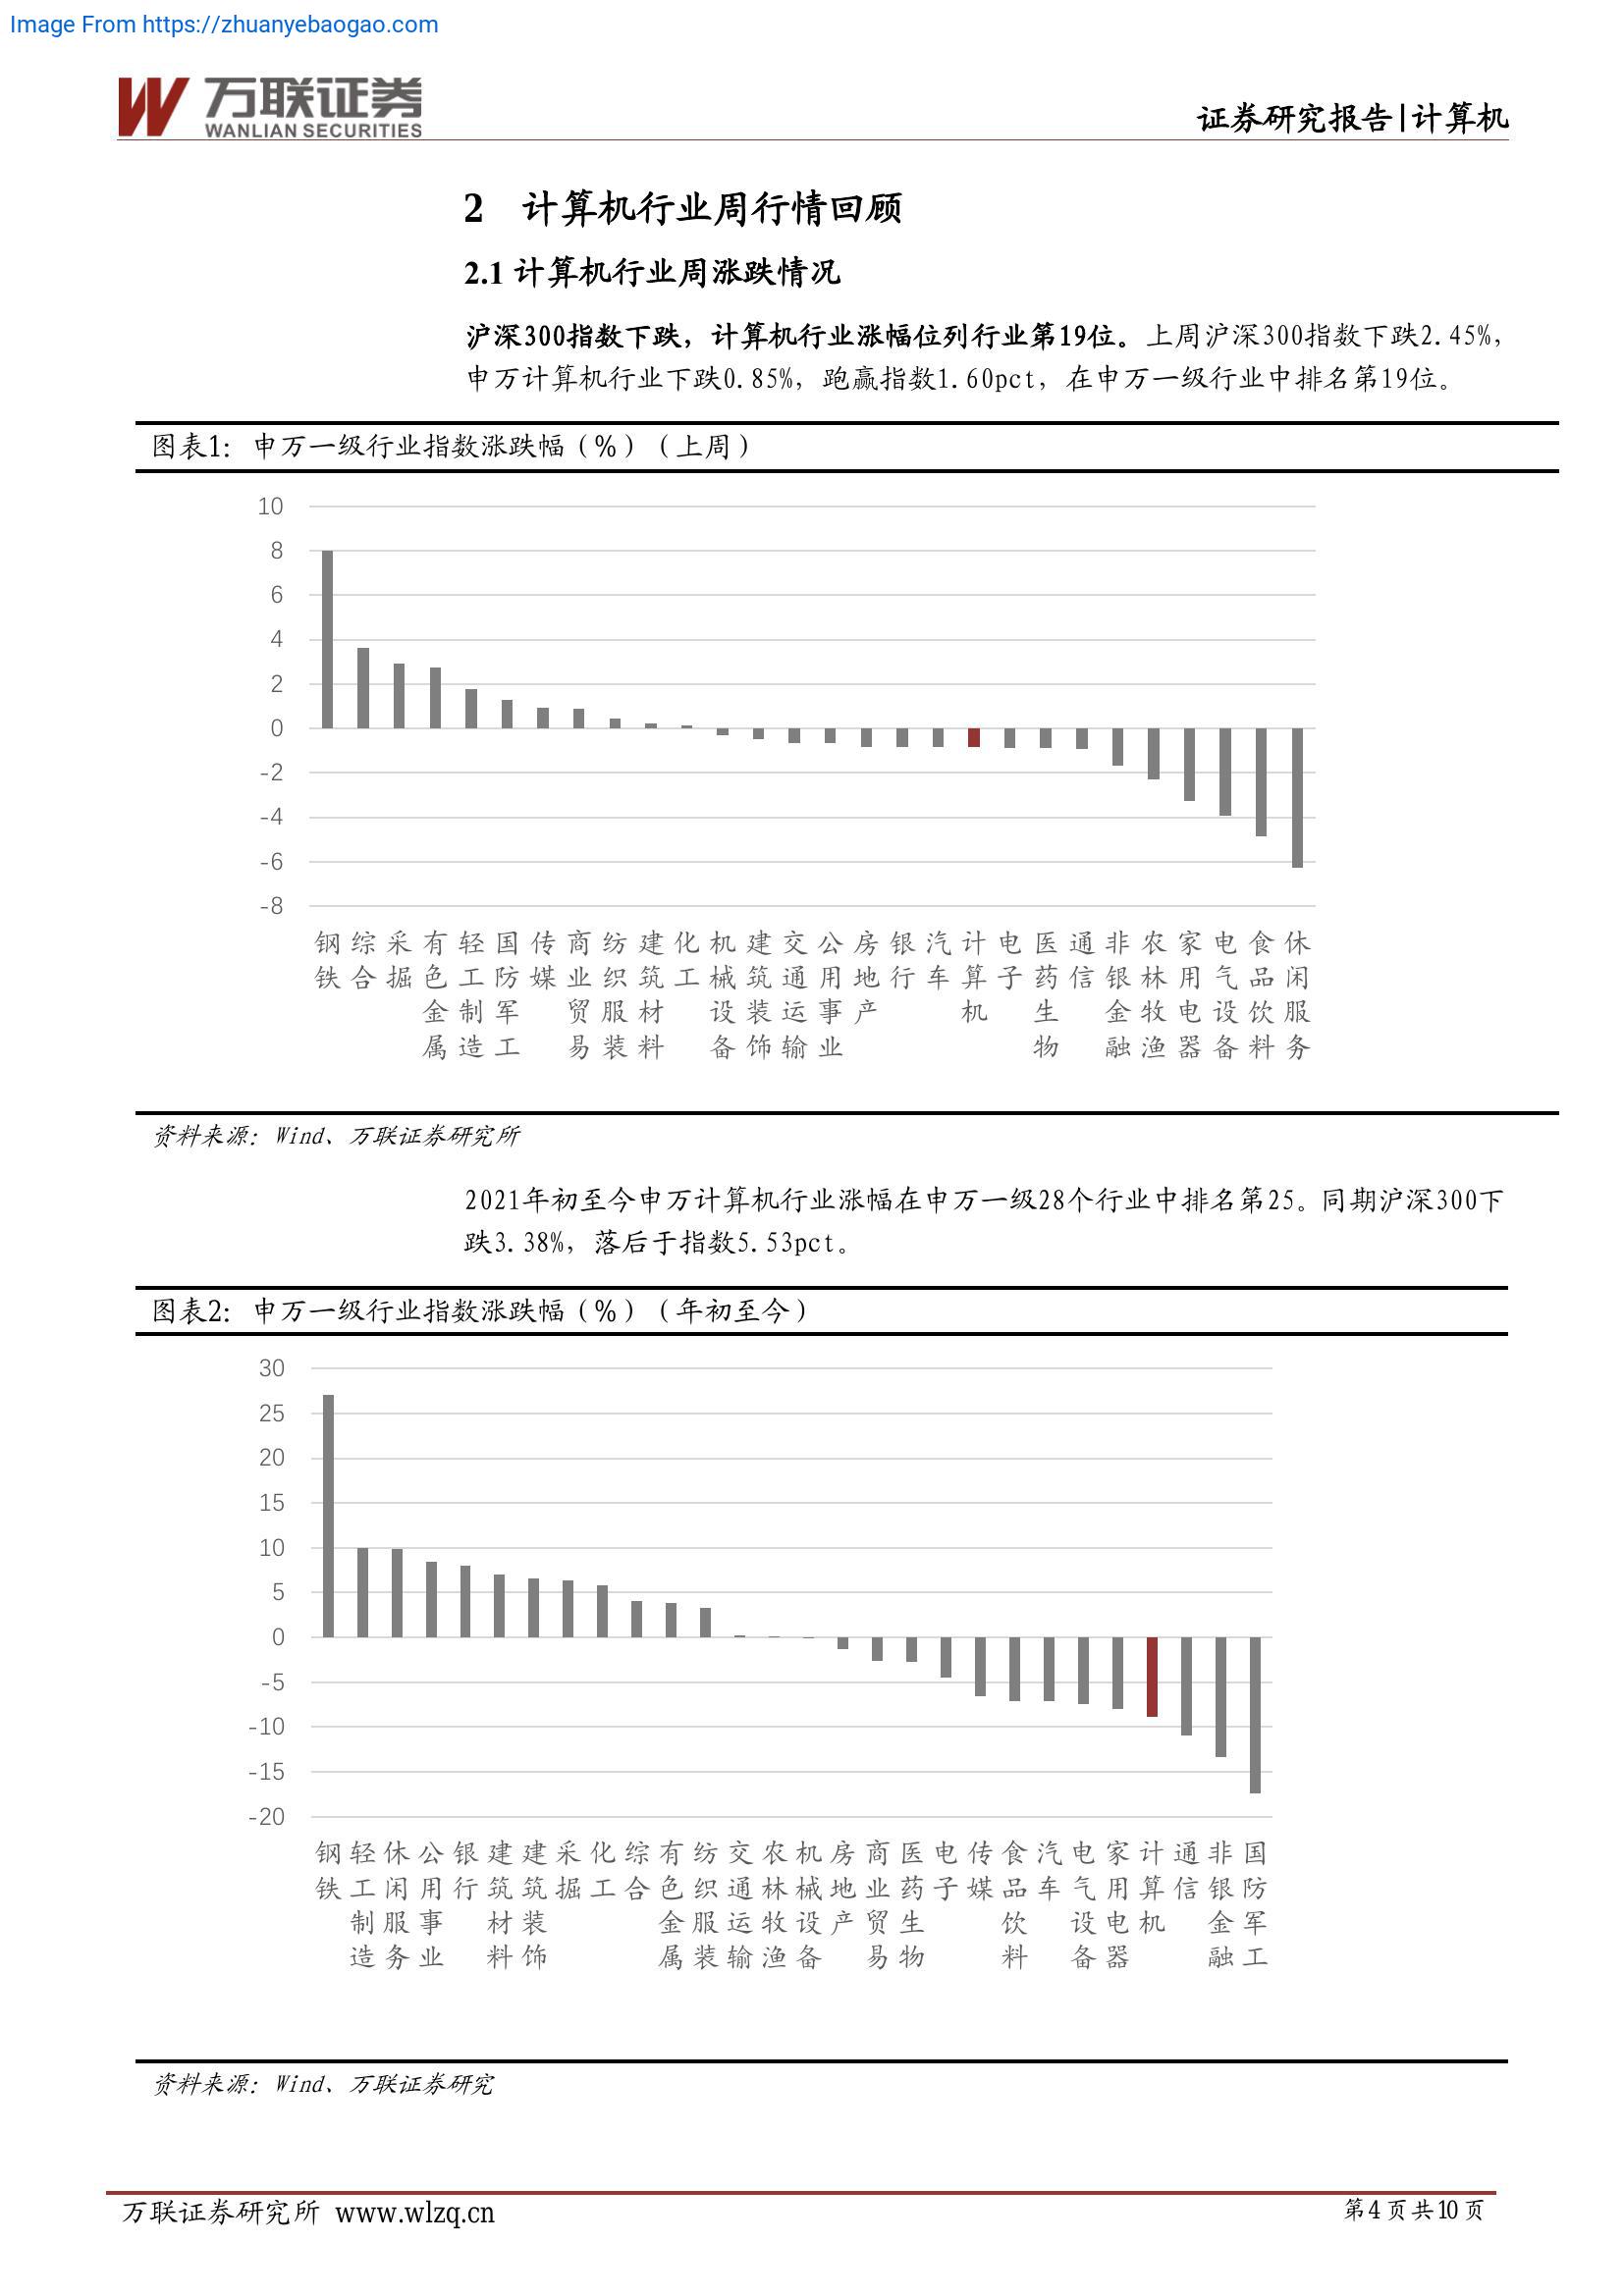 Image From https://zhuanyebaogao.com
万联证券
WANLIAN SECURITIES
证券研究报告|计算机
2 计算机行业周行情回顾
2.1 计算机行业周涨跌情况
沪深300指数下跌，计算机行业涨幅位列行业第19位。上周沪深300指数下跌2.45%，
申万计算机行业下跌0.85%，跑赢指数1.60pct，在申万一级行业中排名第19位。
图表1：申万一级行业指数涨跌幅（%）（上周）
10
8
6
4
2
0
-2
-4
-6
-8
钢铁
综合
采掘
有色金属
轻工制造
国防军工
传媒
商业贸易
纺织服装
建筑材料
化工
机械设备
建筑装饰
交通运输
公用事业
房地产
银行
汽车
计算机
电子
医药生物
通信
非银金融
农林牧渔
家用电器
电气设备
食品饮料
休闲服务
资料来源：Wind、万联证券研究所
2021年初至今申万计算机行业涨幅在申万一级28个行业中排名第25。同期沪深300下
跌3.38%，落后于指数5.53pct。
图表2：申万一级行业指数涨跌幅（%）（年初至今）
30
25
20
15
10
5
0
-5
-10
-15
-20
钢铁
轻工制造
休闲服务
公用事业
银行
建筑材料
建筑装饰
采掘
化工
综合
有色金属
纺织服装
交通运输
农林牧渔
机械设备
房地产
商业贸易
医药生物
电子
传媒
食品饮料
汽车
电气设备
家用电器
计算机
通信
非银金融
国防军工
资料来源：Wind、万联证券研究
万联证券研究所 www.wlzq.cn
第4页共10页